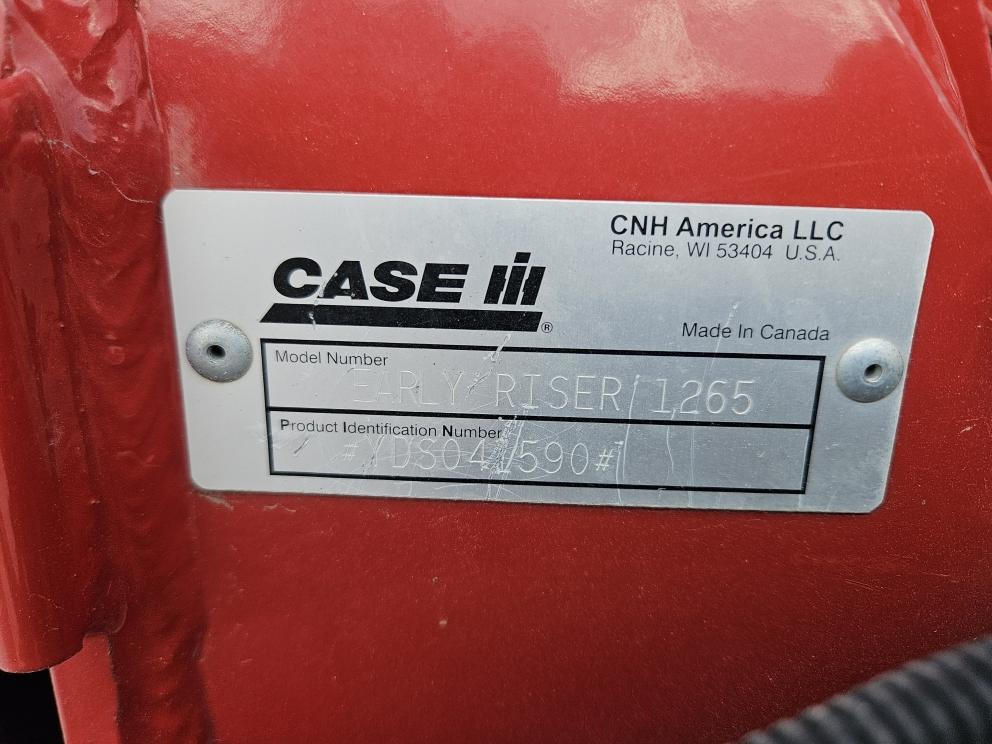 CNH America LLC
Racine, WI 53404 U.S.A.
CASE IH
®
Made In Canada
Model Number
EARLY RISER 1265
Product Identification Number
#YDS041590#